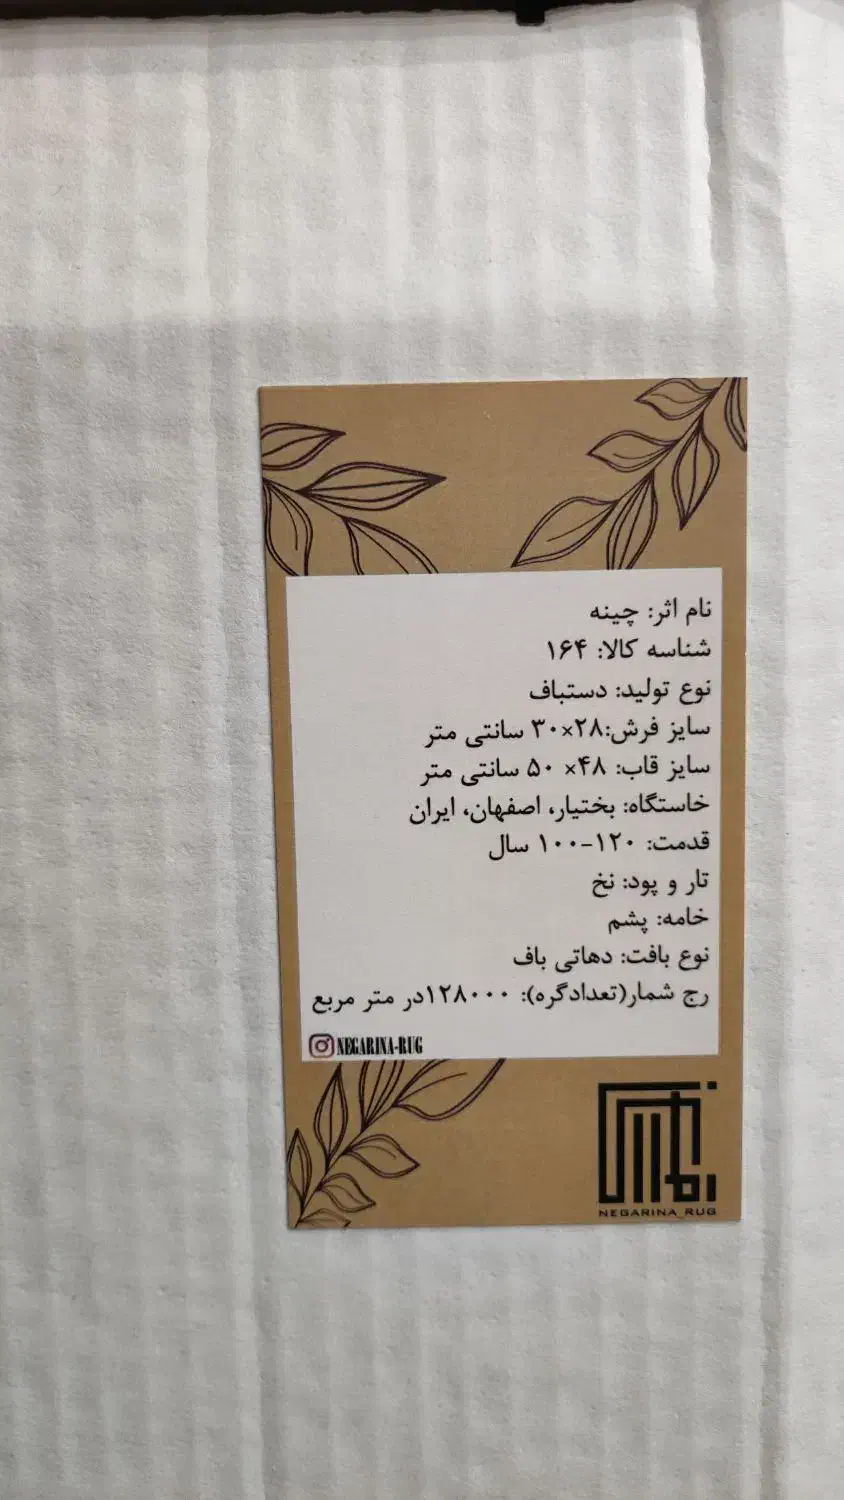 نام اثر: چینه
شناسه کالا: ۱۶۴
نوع تولید: دستباف
سایز فرش:۲۸×۳۰ سانتی متر
سایز قاب: ۴۸× ۵۰ سانتی متر
خاستگاه: بختیار، اصفهان، ایران
قدمت: ۱۲۰-۱۰۰ سال
تار و پود: نخ
خامه: پشم
نوع بافت: دهاتی باف
رج شمار(تعدادگره): ۱۲۸۰۰۰در متر مربع
NEGARINA-RUG
NEGARINA_RUG